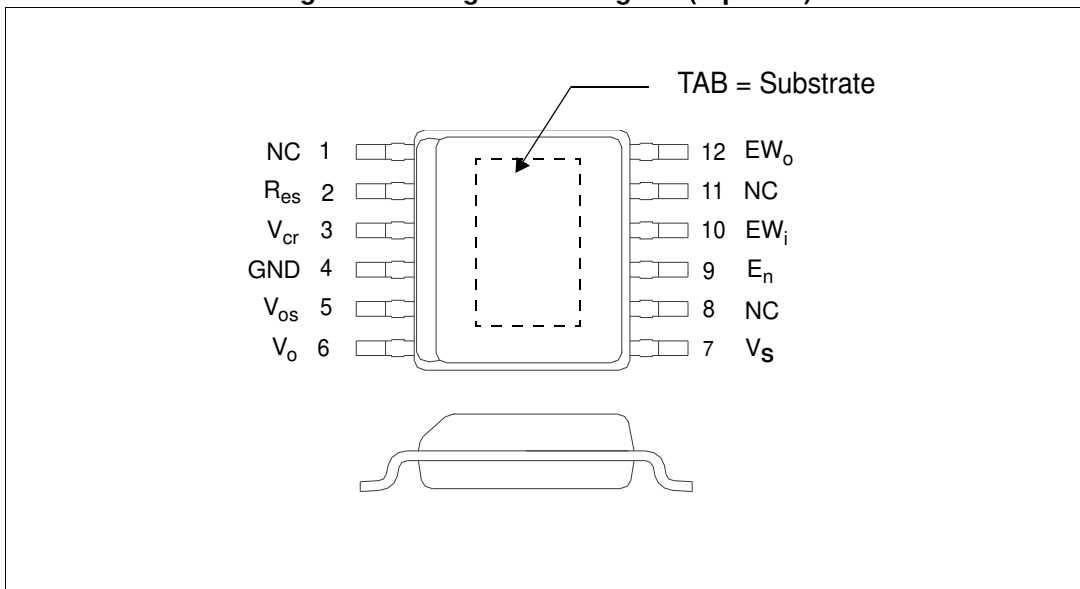 TAB = Substrate
NC 1
Res 2
Vcr 3
GND 4
Vos 5
Vo 6
12 EWo
11 NC
10 EWi
9 En
8 NC
7 VS